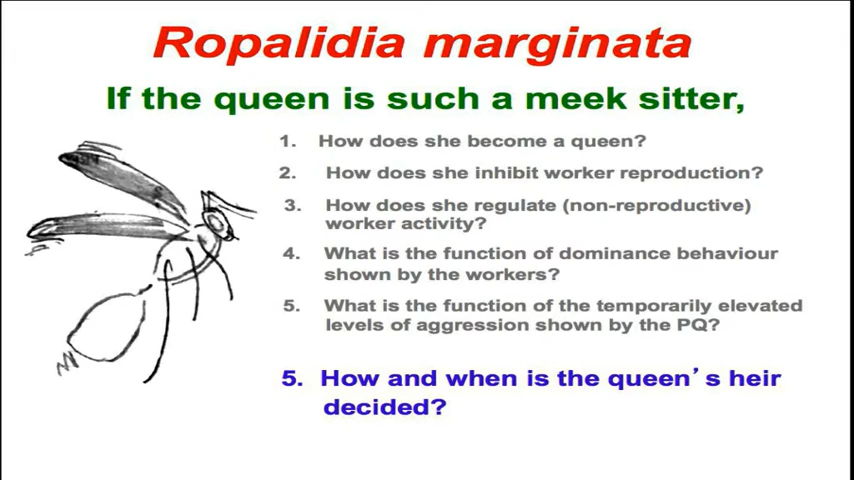 Ropalidia marginata
If the queen is such a meek sitter,
1. How does she become a queen?
2. How does she inhibit worker reproduction?
3. How does she regulate (non-reproductive)
worker activity?
4. What is the function of dominance behaviour
shown by the workers?
5. What is the function of the temporarily elevated
levels of aggression shown by the PQ?
5. How and when is the queen's heir
decided?